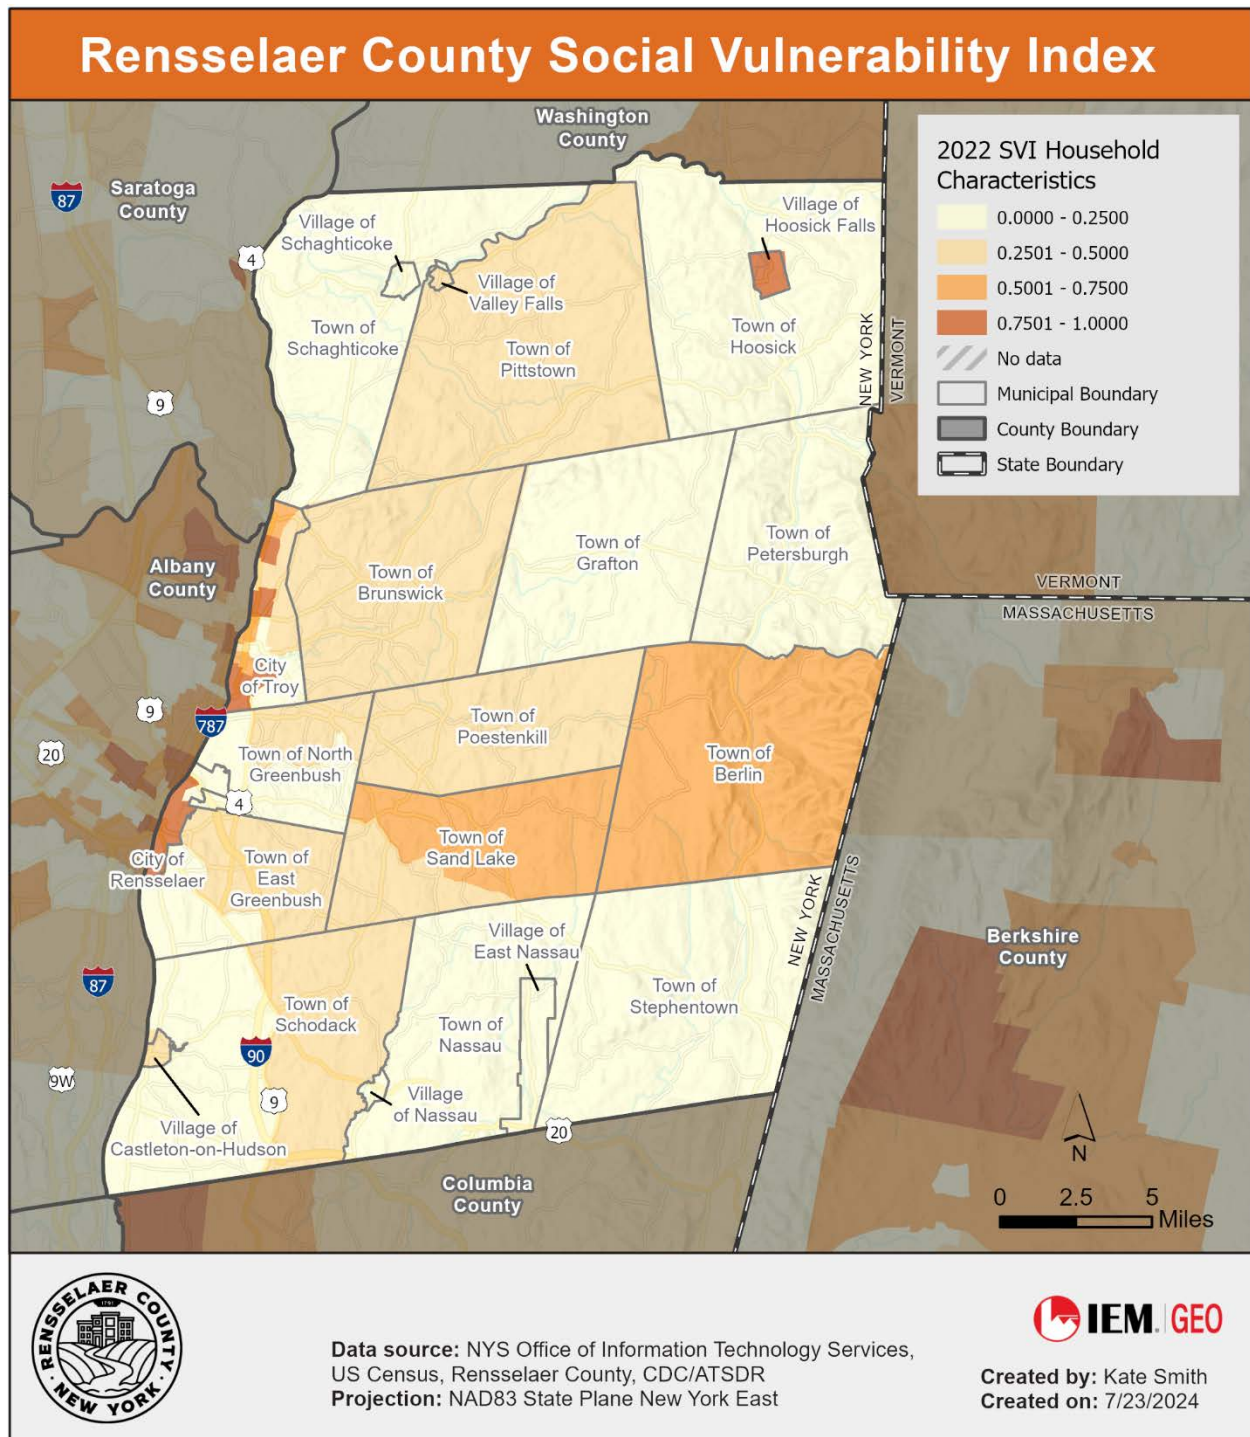 Rensselaer County Social Vulnerability Index
Washington
County
Saratoga
County
87
4
9
Village of
Schaghticoke
Village of
Valley Falls
Town of
Schaghticoke
Town of
Pittstown
Village of
Hoosick Falls
Town of
Hoosick
NEW YORK
VERMONT
2022 SVI Household
Characteristics
0.0000 - 0.2500
0.2501 - 0.5000
0.5001 - 0.7500
0.7501 - 1.0000
No data
Municipal Boundary
County Boundary
State Boundary
Albany
County
Town of
Brunswick
Town of
Grafton
Town of
Petersburgh
VERMONT
MASSACHUSETTS
City
of Troy
9
787
20
Town of North
Greenbush
4
Town of
Poestenkill
Town of
Berlin
City of
Rensselaer
Town of
East
Greenbush
Town of
Sand Lake
NEW YORK
MASSACHUSETTS
Berkshire
County
87
9W
Town of
Schodack
90
9
Village of
East Nassau
Town of
Nassau
Town of
Stephentown
Village of
Castleton-on-Hudson
Village
of Nassau
20
Columbia
County
N
0 2.5 5
Miles
RENSSELAER COUNTY
1791
NEW YORK
Data source: NYS Office of Information Technology Services,
US Census, Rensselaer County, CDC/ATSDR
Projection: NAD83 State Plane New York East
IEM GEO
Created by: Kate Smith
Created on: 7/23/2024